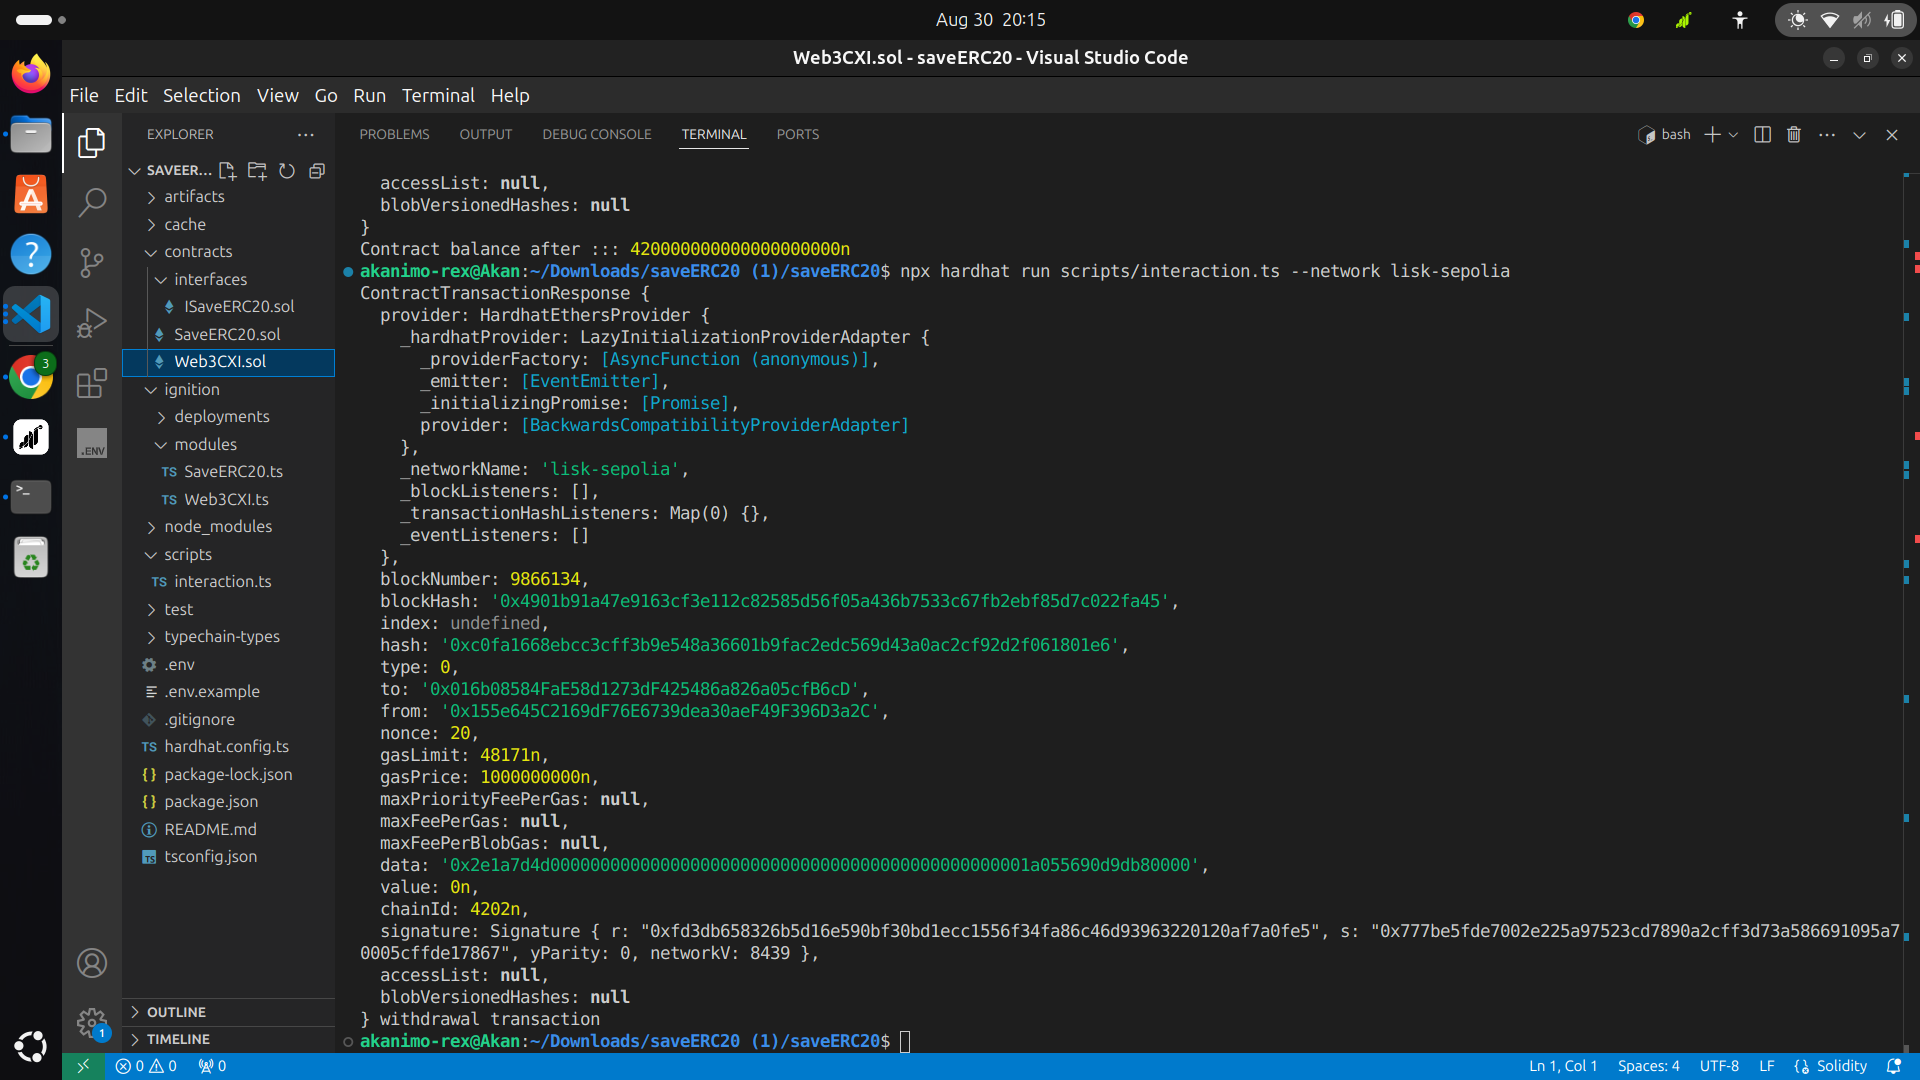 Aug 30 20:15
Web3CXI.sol - saveERC20 - Visual Studio Code
File Edit Selection View Go Run Terminal Help
EXPLORER
SAVEER...
artifacts
cache
contracts
interfaces
ISaveERC20.sol
SaveERC20.sol
Web3CXI.sol
ignition
deployments
modules
TS SaveERC20.ts
TS Web3CXI.ts
node_modules
scripts
TS interaction.ts
test
typechain-types
.env
.env.example
.gitignore
TS hardhat.config.ts
{} package-lock.json
{} package.json
README.md
TS tsconfig.json
OUTLINE
TIMELINE
3
.ENV
1
PROBLEMS OUTPUT DEBUG CONSOLE TERMINAL PORTS
bash
accessList: null,
blobVersionedHashes: null
}
Contract balance after ::: 420000000000000000000n
akanimo-rex@Akan:~/Downloads/saveERC20 (1)/saveERC20$ npx hardhat run scripts/interaction.ts --network lisk-sepolia
ContractTransactionResponse {
provider: HardhatEthersProvider {
_hardhatProvider: LazyInitializationProviderAdapter {
_providerFactory: [AsyncFunction (anonymous)],
_emitter: [EventEmitter],
_initializingPromise: [Promise],
provider: [BackwardsCompatibilityProviderAdapter]
},
_networkName: 'lisk-sepolia',
_blockListeners: [],
_transactionHashListeners: Map(0) {},
_eventListeners: []
},
blockNumber: 9866134,
blockHash: '0x4901b91a47e9163cf3e112c82585d56f05a436b7533c67fb2ebf85d7c022fa45',
index: undefined,
hash: '0xc0fa1668ebcc3cff3b9e548a36601b9fac2edc569d43a0ac2cf92d2f061801e6',
type: 0,
to: '0x016b08584FaE58d1273dF425486a826a05cfB6cD',
from: '0x155e645C2169dF76E6739dea30aeF49F396D3a2C',
nonce: 20,
gasLimit: 48171n,
gasPrice: 1000000000n,
maxPriorityFeePerGas: null,
maxFeePerGas: null,
maxFeePerBlobGas: null,
data: '0x2e1a7d4d000000000000000000000000000000000000000000000001a055690d9db80000',
value: 0n,
chainId: 4202n,
signature: Signature { r: "0xfd3db658326b5d16e590bf30bd1ecc1556f34fa86c46d93963220120af7a0fe5", s: "0x777be5fde7002e225a97523cd7890a2cff3d73a586691095a7
0005cffde17867", yParity: 0, networkV: 8439 },
accessList: null,
blobVersionedHashes: null
} withdrawal transaction
akanimo-rex@Akan:~/Downloads/saveERC20 (1)/saveERC20$
0 0 0 Ln 1, Col 1 Spaces: 4 UTF-8 LF Solidity